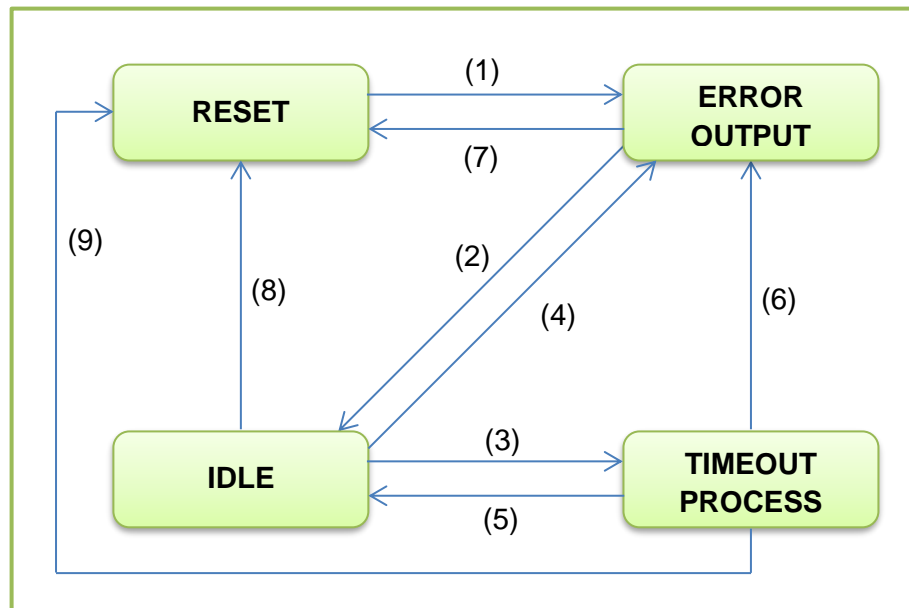 (1)
RESET
ERROR
OUTPUT
(7)
(9)
(2)
(8)
(4)
(6)
(3)
IDLE
TIMEOUT
PROCESS
(5)